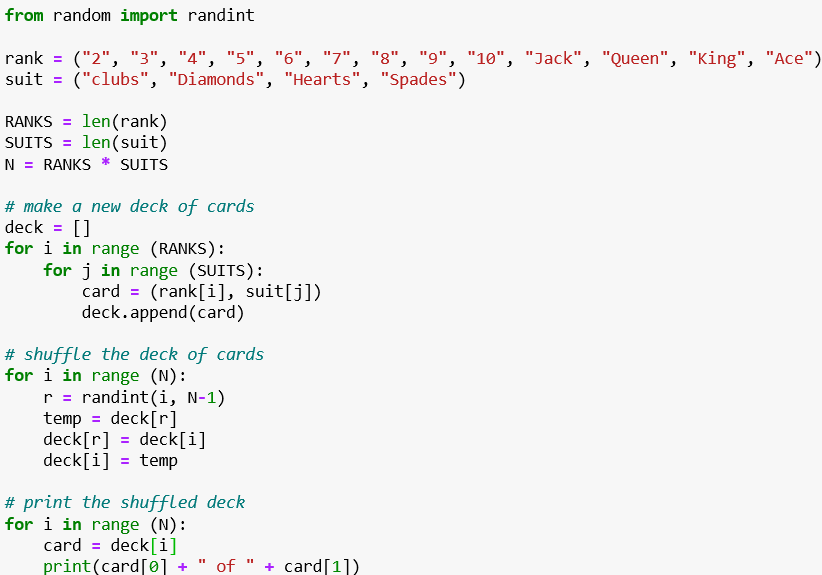 from random import randint

rank = ("2", "3", "4", "5", "6", "7", "8", "9", "10", "Jack", "Queen", "King", "Ace")
suit = ("clubs", "Diamonds", "Hearts", "Spades")

RANKS = len(rank)
SUITS = len(suit)
N = RANKS * SUITS

# make a new deck of cards
deck = []
for i in range (RANKS):
    for j in range (SUITS):
        card = (rank[i], suit[j])
        deck.append(card)

# shuffle the deck of cards
for i in range (N):
    r = randint(i, N-1)
    temp = deck[r]
    deck[r] = deck[i]
    deck[i] = temp

# print the shuffled deck
for i in range (N):
    card = deck[i]
    print(card[0] + " of " + card[1])